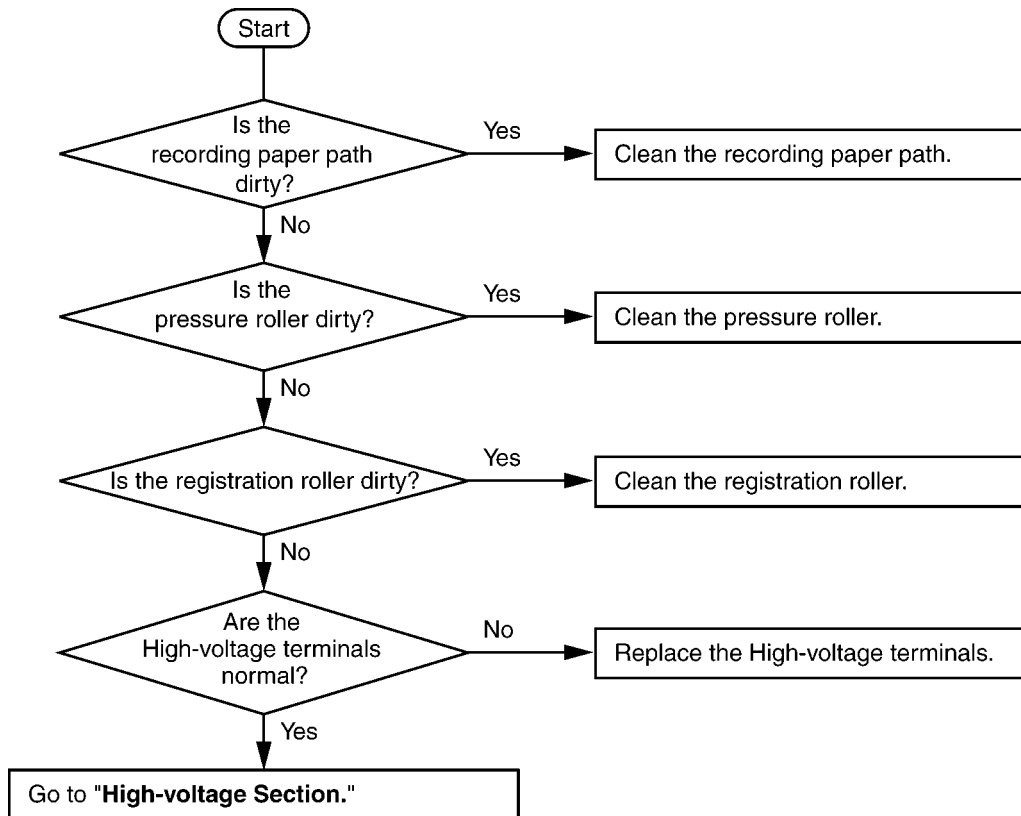 Start
Is the
recording paper path
dirty?
Yes
Clean the recording paper path.
No
Is the
pressure roller dirty?
Yes
Clean the pressure roller.
No
Is the registration roller dirty?
Yes
Clean the registration roller.
No
Are the
High-voltage terminals
normal?
No
Replace the High-voltage terminals.
Yes
Go to "High-voltage Section."